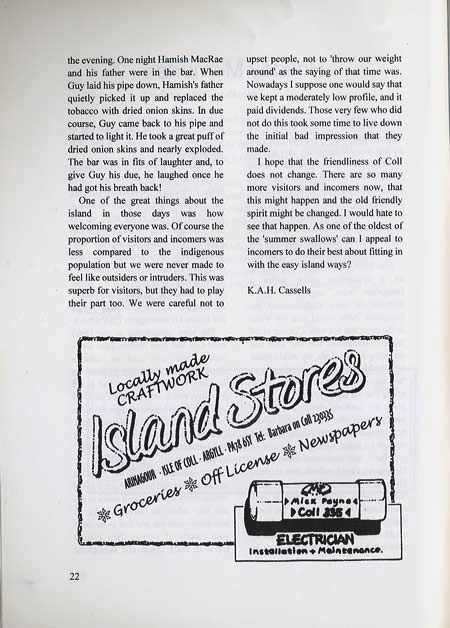 the evening. One night Hamish MacRae
and his father were in the bar. When
Guy laid his pipe down, Hamish's father
quietly picked it up and replaced the
tobacco with dried onion skins. In due
course, Guy came back to his pipe and
started to light it. He took a great puff of
dried onion skins and nearly exploded.
The bar was in fits of laughter and, to
give Guy his due, he laughed once he
had got his breath back!
One of the great things about the
island in those days was how
welcoming everyone was. Of course the
proportion of visitors and incomers was
less compared to the indigenous
population but we were never made to
feel like outsiders or intruders. This was
superb for visitors, but they had to play
their part too. We were careful not to
upset people, not to 'throw our weight
around' as the saying of that time was.
Nowadays I suppose one would say that
we kept a moderately low profile, and it
paid dividends. Those very few who did
not do this took some time to live down
the initial bad impression that they
made.
I hope that the friendliness of Coll
does not change. There are so many
more visitors and incomers now, that
this might happen and the old friendly
spirit might be changed. I would hate to
see that happen. As one of the oldest of
the 'summer swallows' can I appeal to
incomers to do their best about fitting in
with the easy island ways?
K.A.H. Cassells
Locally made
CRAFTWORK
Island Stores
ARINAGOUR · ISLE OF COLL · ARGYLL · PA78 6SY Tel: Barbara on Coll 230335
Groceries Off License Newspapers
Mick Payne
Coll 335
ELECTRICIAN
Installation + Maintenance.
22